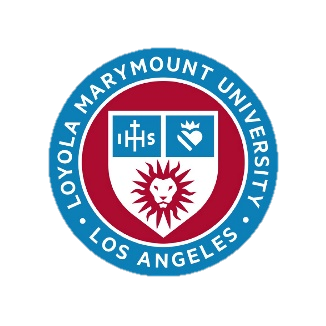 LOYOLA MARYMOUNT UNIVERSITY
IHS
• LOS ANGELES •